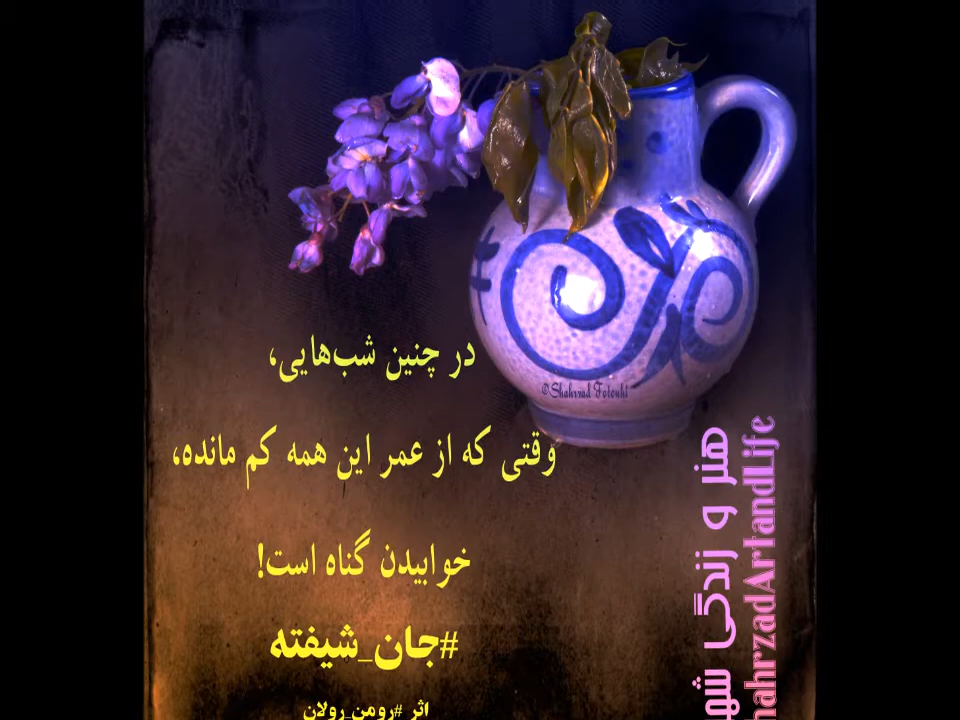 ©Shahrzad Fotouhi
در چنین شب‌هایی،
وقتی که از عمر این همه کم مانده،
خوابیدن گناه است!
#جان_شیفته
اثر #رومن_رولان
هنر و زندگی
ahrzadArtandLife